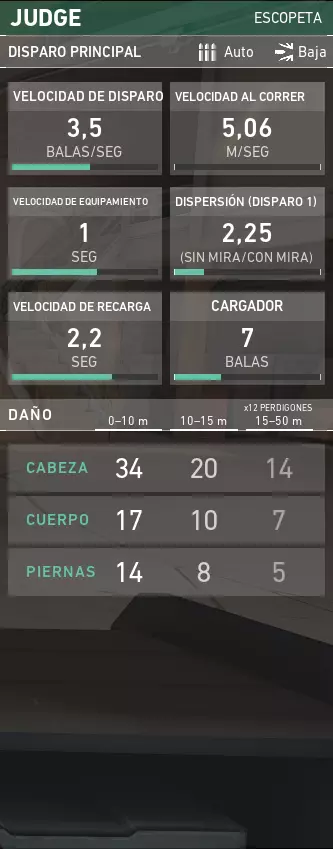 JUDGE ESCOPETA
DISPARO PRINCIPAL Auto Baja
VELOCIDAD DE DISPARO VELOCIDAD AL CORRER
3,5 5,06
BALAS/SEG M/SEG
VELOCIDAD DE EQUIPAMIENTO DISPERSIÓN (DISPARO 1)
1 2,25
SEG (SIN MIRA/CON MIRA)
VELOCIDAD DE RECARGA CARGADOR
2,2 7
SEG BALAS
x12 PERDIGONES
DAÑO 0–10 m 10–15 m 15–50 m
CABEZA 34 20 14
CUERPO 17 10 7
PIERNAS 14 8 5